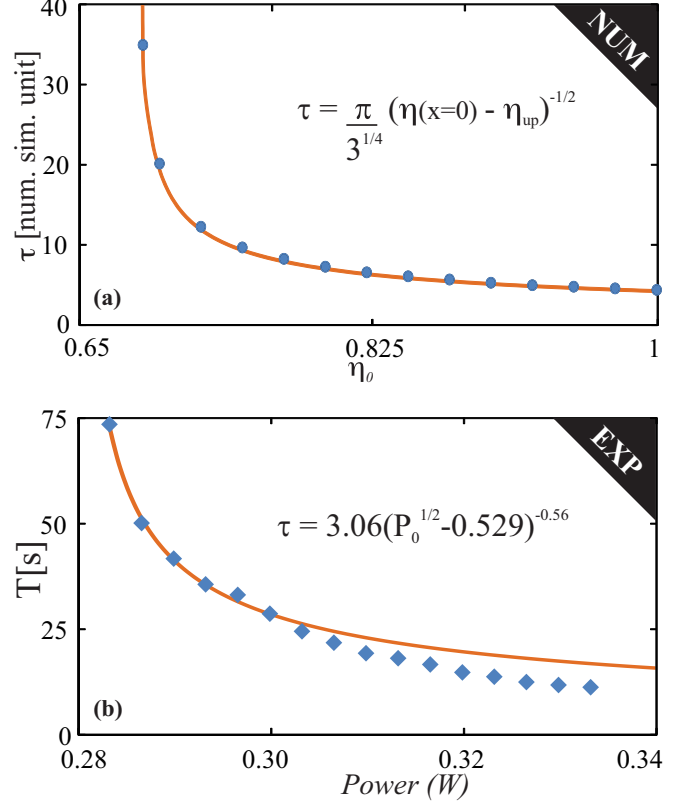 40
NUM
30
τ = π/3^{1/4} (η(x=0) - η_{up})^{-1/2}
20
10
0
τ [num. sim. unit]
(a)
0.65 0.825 1
η_0
75
EXP
50
τ = 3.06(P_0^{1/2}-0.529)^{-0.56}
25
0
T[s]
(b)
0.28 0.30 0.32 0.34
Power (W)